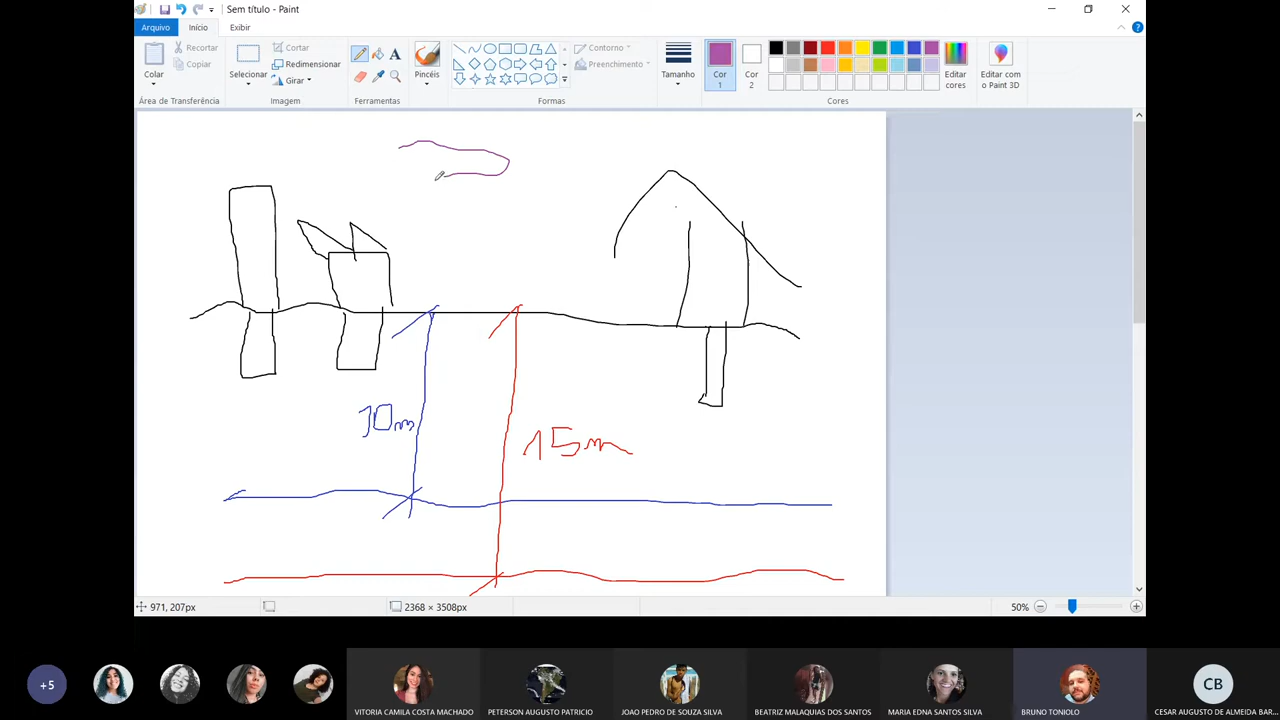 Sem título - Paint
Arquivo Início Exibir
Colar
Recortar
Copiar
Área de Transferência
Selecionar
Cortar
Redimensionar
Girar
Imagem
A
Ferramentas
Pincéis
Contorno
Preenchimento
Formas
Tamanho
Cor 1
Cor 2
Editar cores
Cores
Editar com o Paint 3D
10m
15m
971, 207px
2368 × 3508px
50%
+5
CB
VITORIA CAMILA COSTA MACHADO
PETERSON AUGUSTO PATRICIO
JOAO PEDRO DE SOUZA SILVA
BEATRIZ MALAQUIAS DOS SANTOS
MARIA EDNA SANTOS SILVA
BRUNO TONIOLO
CESAR AUGUSTO DE ALMEIDA BAR...